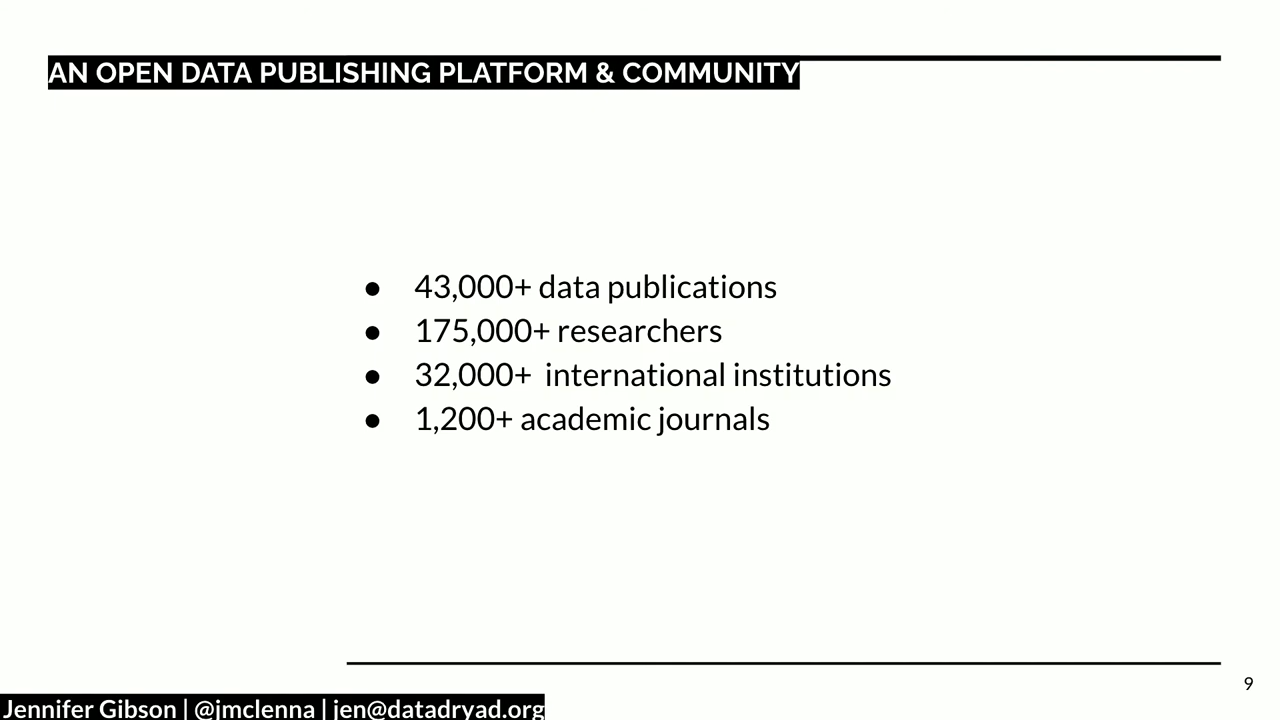 AN OPEN DATA PUBLISHING PLATFORM & COMMUNITY
● 43,000+ data publications
● 175,000+ researchers
● 32,000+ international institutions
● 1,200+ academic journals
9
Jennifer Gibson | @jmclenna | jen@datadryad.org